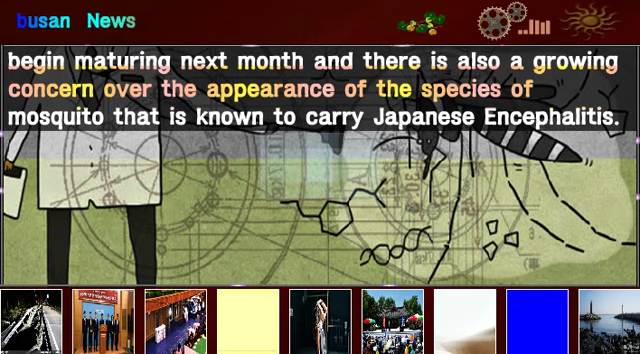 busan News
begin maturing next month and there is also a growing
concern over the appearance of the species of
mosquito that is known to carry Japanese Encephalitis.